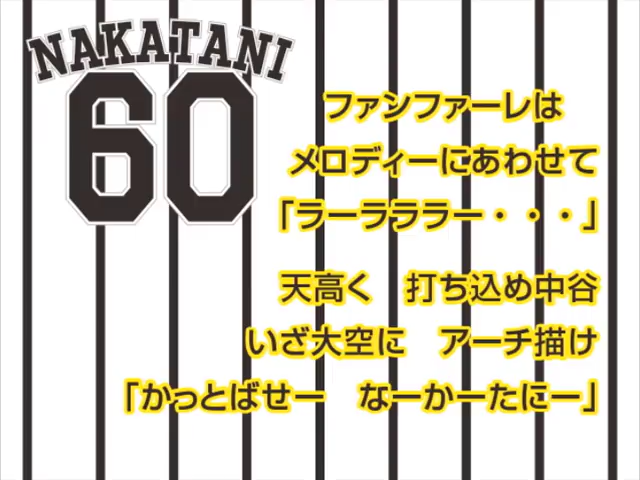 NAKATANI
60
ファンファーレは
メロディーにあわせて
「ラーラララー・・・」
天高く　打ち込め中谷
いざ大空に　アーチ描け
「かっとばせー　なーかーたにー」